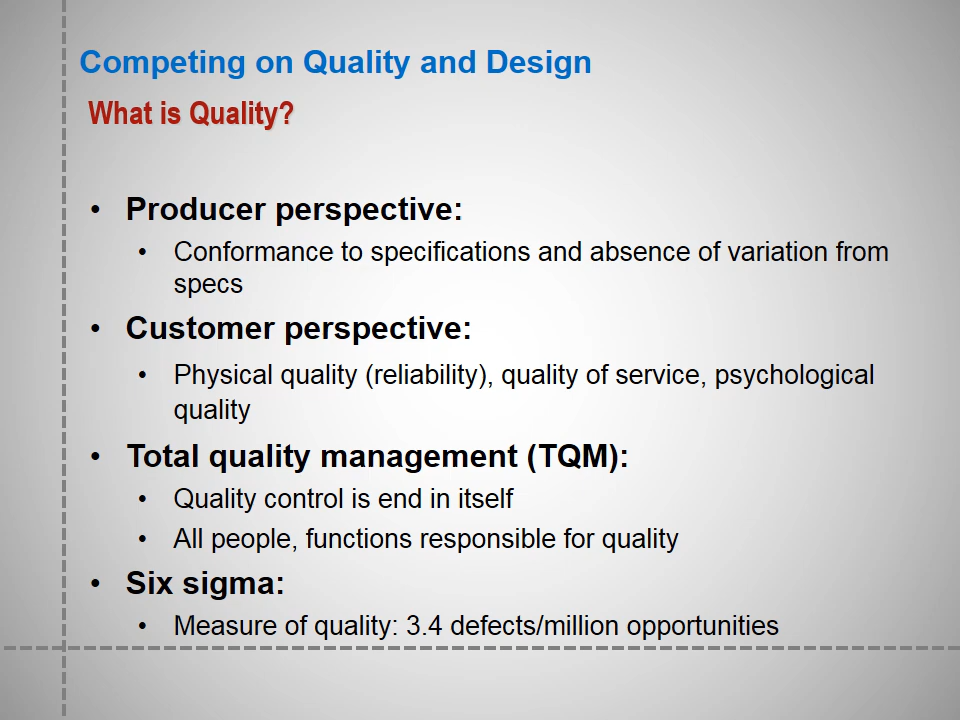 Competing on Quality and Design
What is Quality?
• Producer perspective:
• Conformance to specifications and absence of variation from
specs
• Customer perspective:
• Physical quality (reliability), quality of service, psychological
quality
• Total quality management (TQM):
• Quality control is end in itself
• All people, functions responsible for quality
• Six sigma:
• Measure of quality: 3.4 defects/million opportunities